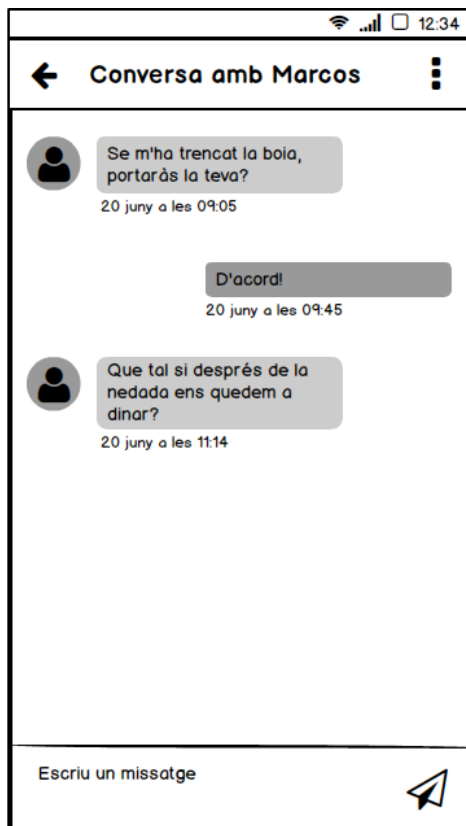 12:34
Conversa amb Marcos
Se m'ha trencat la boia,
portaràs la teva?
20 juny a les 09:05
D'acord!
20 juny a les 09:45
Que tal si després de la
nedada ens quedem a
dinar?
20 juny a les 11:14
Escriu un missatge